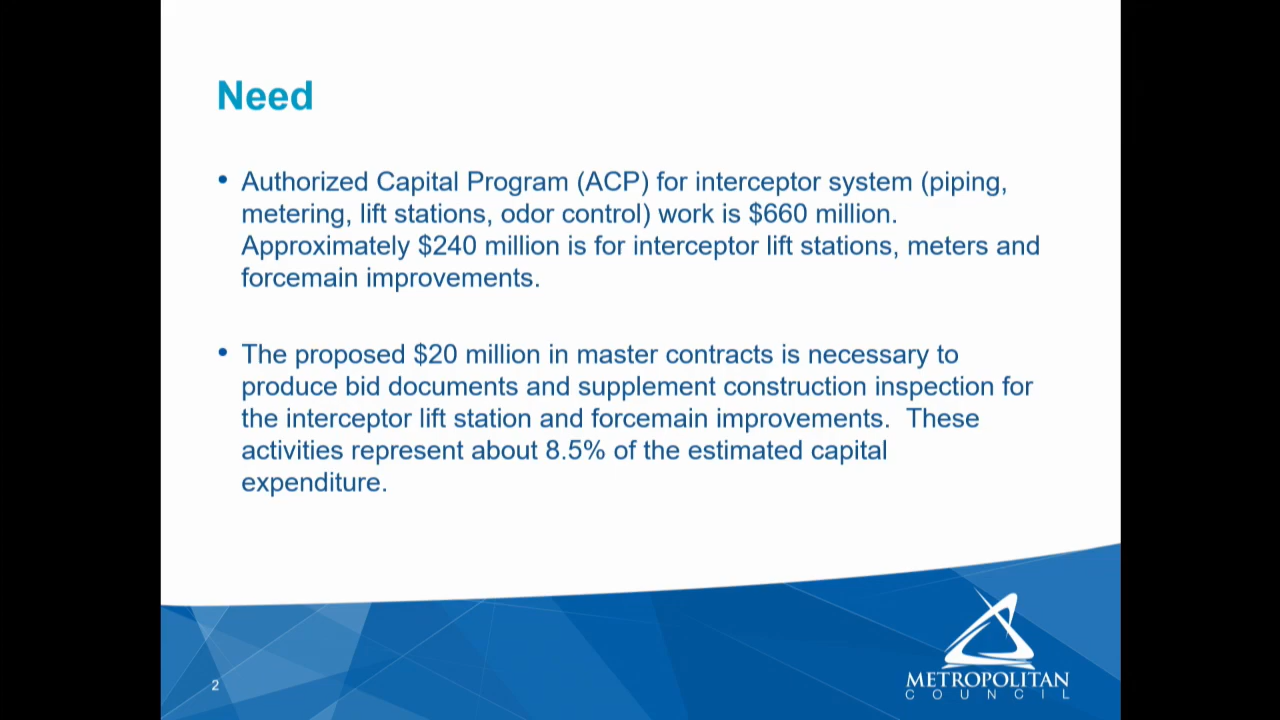 Need
• Authorized Capital Program (ACP) for interceptor system (piping,
metering, lift stations, odor control) work is $660 million.
Approximately $240 million is for interceptor lift stations, meters and
forcemain improvements.
• The proposed $20 million in master contracts is necessary to
produce bid documents and supplement construction inspection for
the interceptor lift station and forcemain improvements.  These
activities represent about 8.5% of the estimated capital
expenditure.
2
METROPOLITAN
COUNCIL